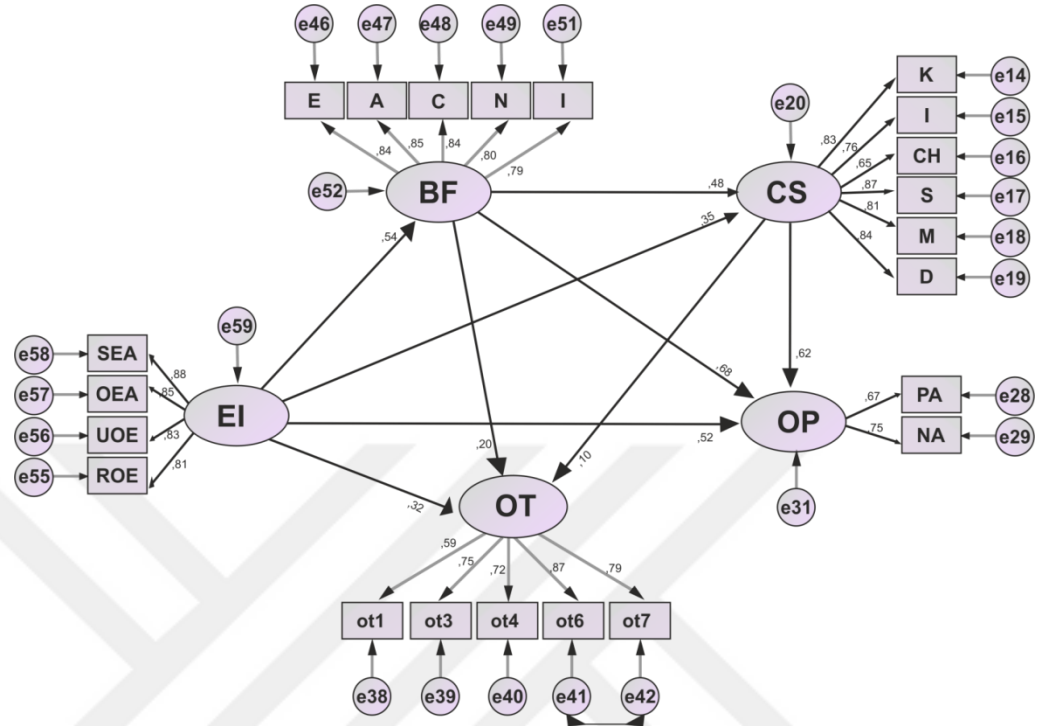 e46 e47 e48 e49 e51
E A C N I
,84 ,85 ,84 ,80 ,79
e52
BF
e20
CS
,48
,35
,54
K e14
I e15
CH e16
S e17
M e18
D e19
,83
,76
,65
,87
,81
,84
e59
EI
e58 SEA
e57 OEA
e56 UOE
e55 ROE
,88
,85
,83
,81
,68
,62
,52
,20
,10
,32
OP
PA e28
NA e29
,67
,75
e31
OT
,59 ,75 ,72 ,87 ,79
ot1 ot3 ot4 ot6 ot7
e38 e39 e40 e41 e42